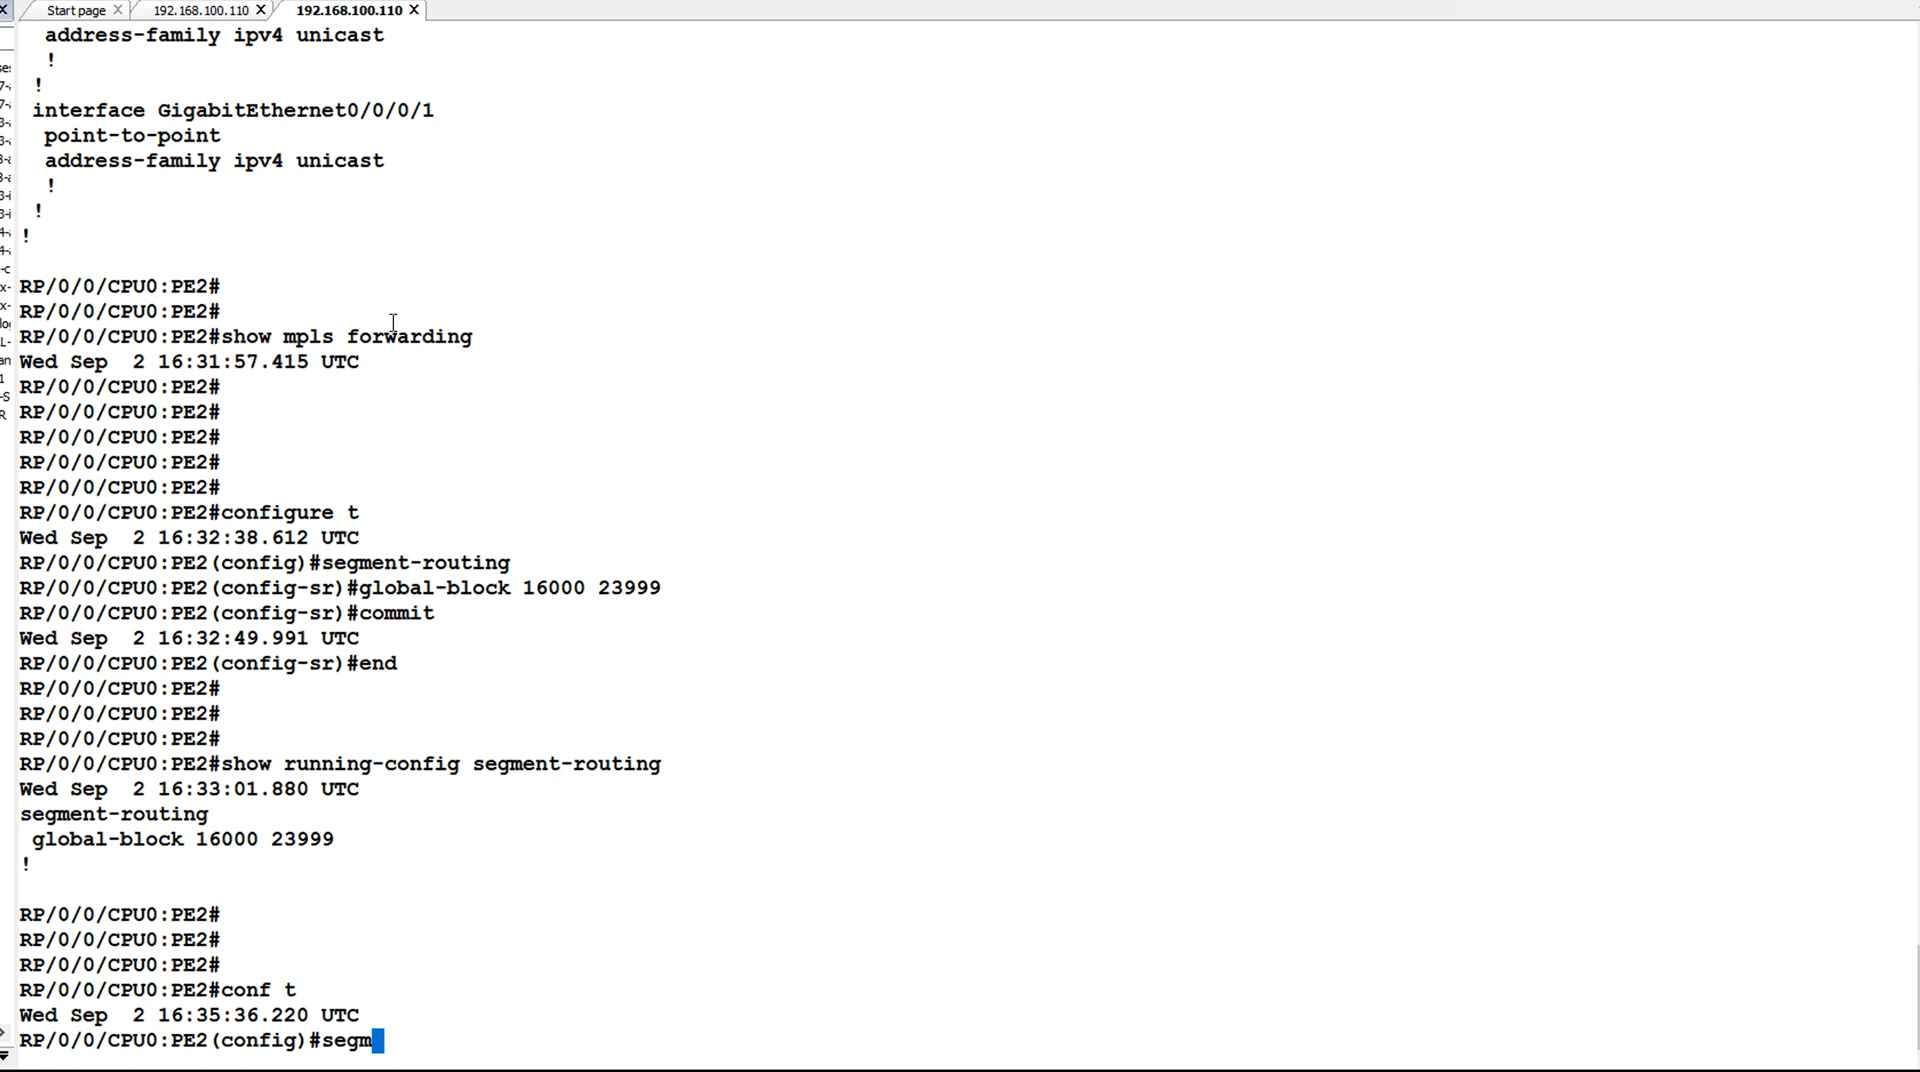 Start page
192.168.100.110
192.168.100.110
address-family ipv4 unicast
!
!
interface GigabitEthernet0/0/0/1
point-to-point
address-family ipv4 unicast
!
!
!
RP/0/0/CPU0:PE2#
RP/0/0/CPU0:PE2#
RP/0/0/CPU0:PE2#show mpls forwarding
Wed Sep  2 16:31:57.415 UTC
RP/0/0/CPU0:PE2#
RP/0/0/CPU0:PE2#
RP/0/0/CPU0:PE2#
RP/0/0/CPU0:PE2#
RP/0/0/CPU0:PE2#
RP/0/0/CPU0:PE2#configure t
Wed Sep  2 16:32:38.612 UTC
RP/0/0/CPU0:PE2(config)#segment-routing
RP/0/0/CPU0:PE2(config-sr)#global-block 16000 23999
RP/0/0/CPU0:PE2(config-sr)#commit
Wed Sep  2 16:32:49.991 UTC
RP/0/0/CPU0:PE2(config-sr)#end
RP/0/0/CPU0:PE2#
RP/0/0/CPU0:PE2#
RP/0/0/CPU0:PE2#
RP/0/0/CPU0:PE2#show running-config segment-routing
Wed Sep  2 16:33:01.880 UTC
segment-routing
global-block 16000 23999
!
RP/0/0/CPU0:PE2#
RP/0/0/CPU0:PE2#
RP/0/0/CPU0:PE2#
RP/0/0/CPU0:PE2#conf t
Wed Sep  2 16:35:36.220 UTC
RP/0/0/CPU0:PE2(config)#segm